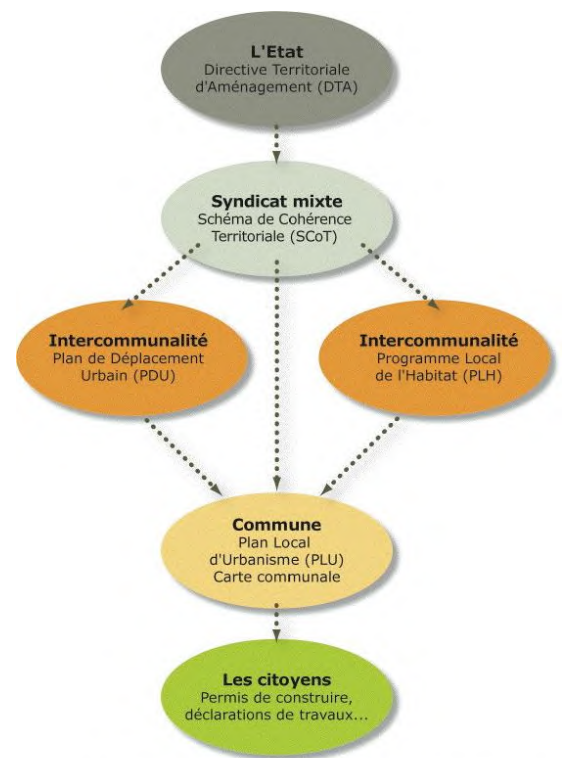 L'Etat
Directive Territoriale
d'Aménagement (DTA)
Syndicat mixte
Schéma de Cohérence
Territoriale (SCoT)
Intercommunalité
Plan de Déplacement
Urbain (PDU)
Intercommunalité
Programme Local
de l'Habitat (PLH)
Commune
Plan Local
d'Urbanisme (PLU)
Carte communale
Les citoyens
Permis de construire,
déclarations de travaux...